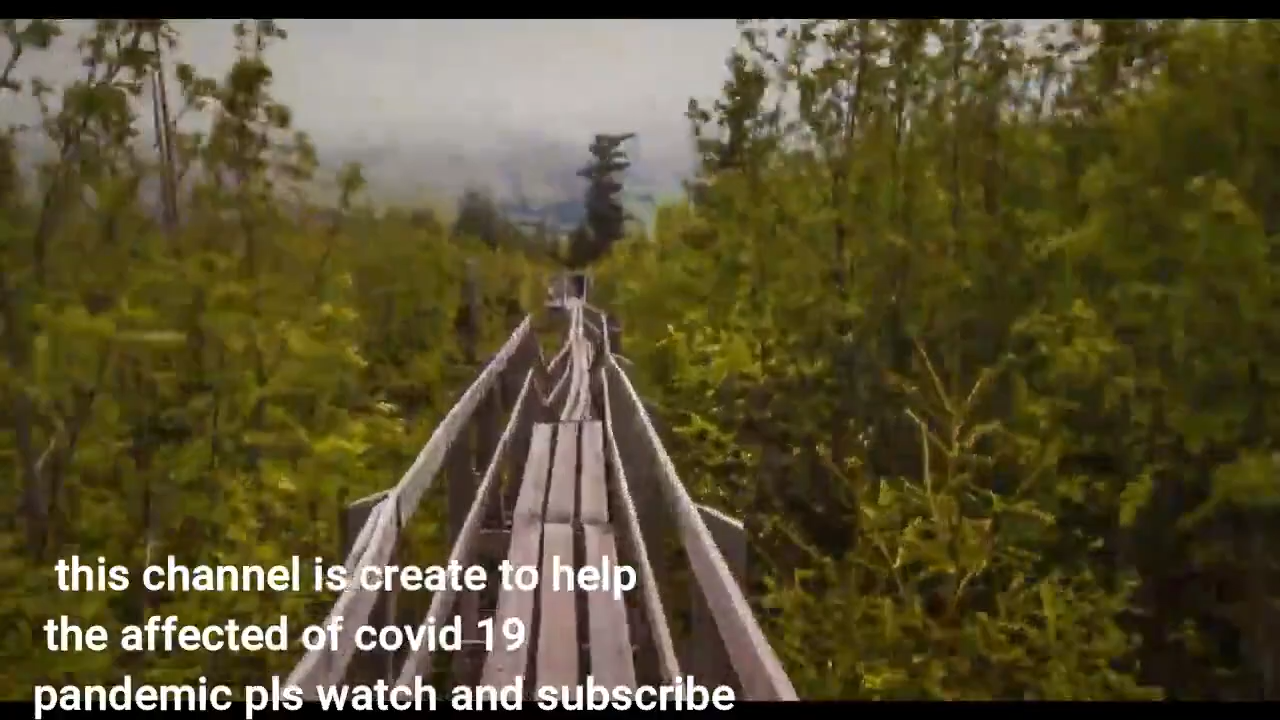 this channel is create to help
the affected of covid 19
pandemic pls watch and subscribe